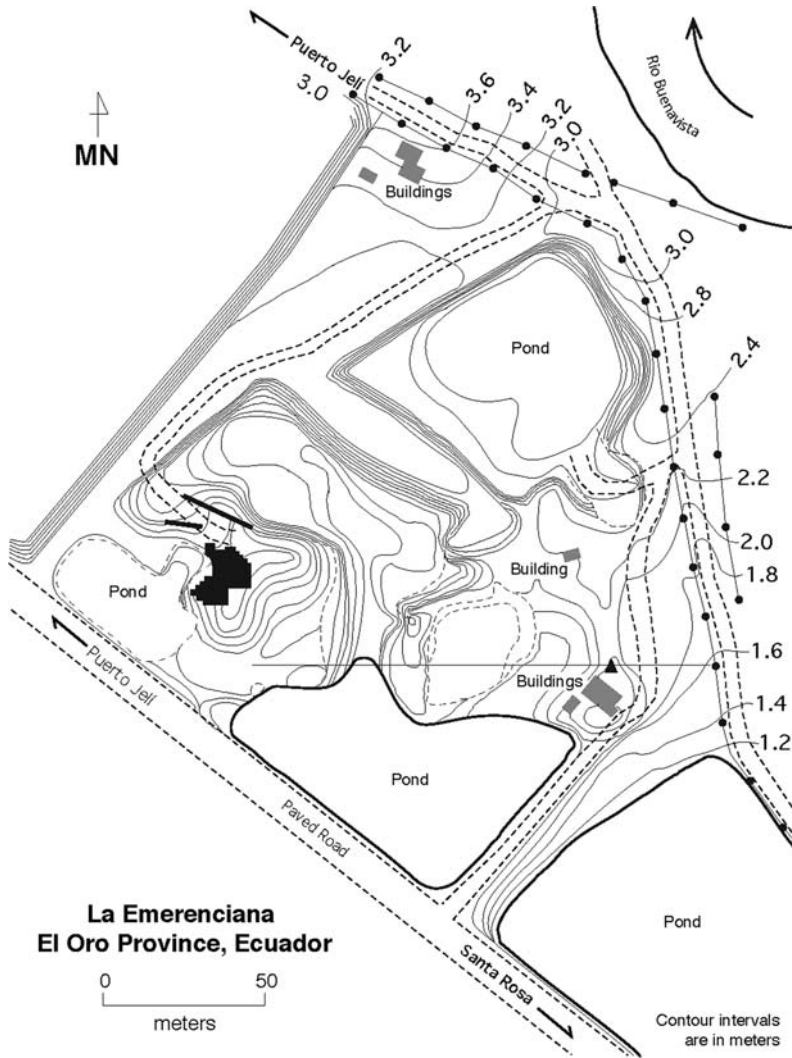 Puerto Jeli
3.0
3.2
3.6
3.4
3.2
3.0
Rio Buenavista
MN
Buildings
3.0
2.8
2.4
Pond
2.2
2.0
1.8
Building
Pond
1.6
Puerto Jeli
Buildings
1.4
1.2
Pond
Paved Road
La Emerenciana
El Oro Province, Ecuador
0 50
meters
Santa Rosa
Pond
Contour intervals
are in meters